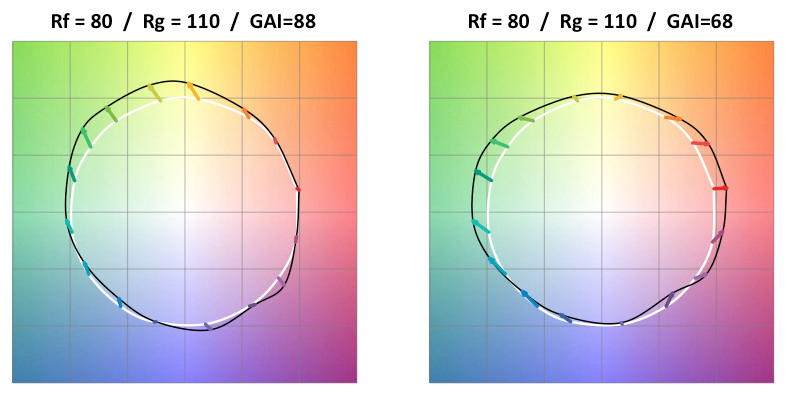 Rf = 80 / Rg = 110 / GAI=88
Rf = 80 / Rg = 110 / GAI=68